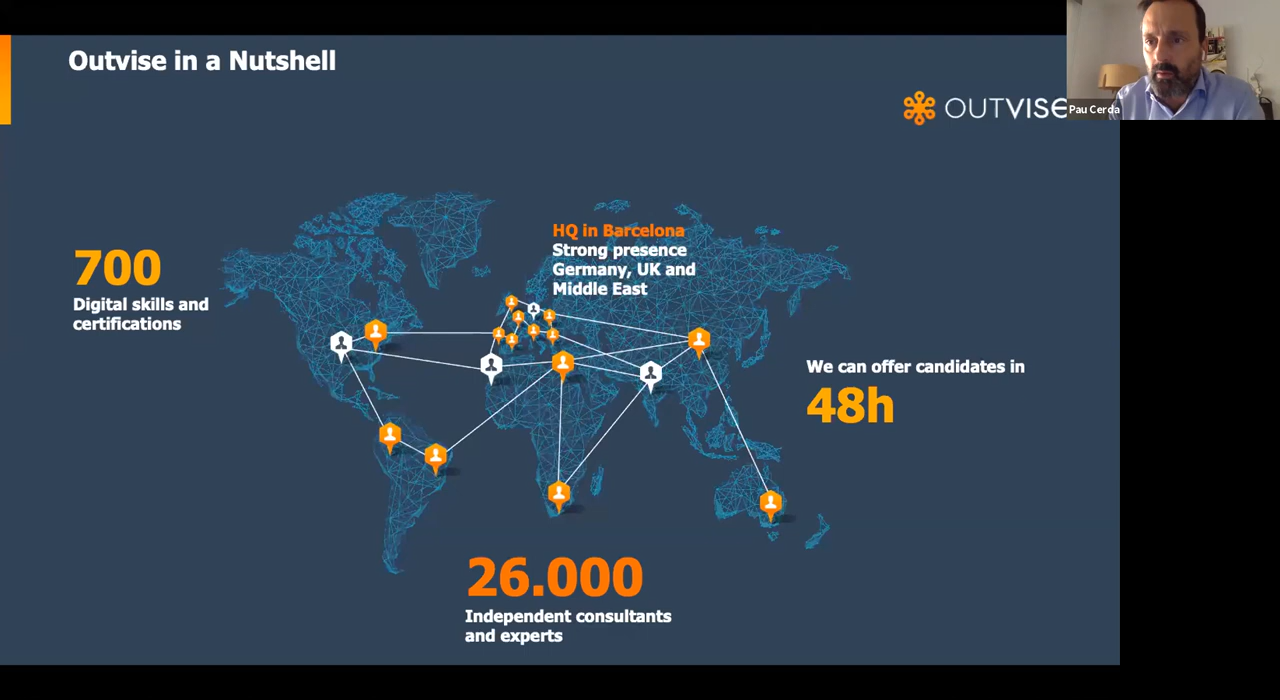 Outvise in a Nutshell
OUTVISE
Pau Cerda
HQ in Barcelona
Strong presence
Germany, UK and
Middle East
700
Digital skills and
certifications
We can offer candidates in
48h
26.000
Independent consultants
and experts